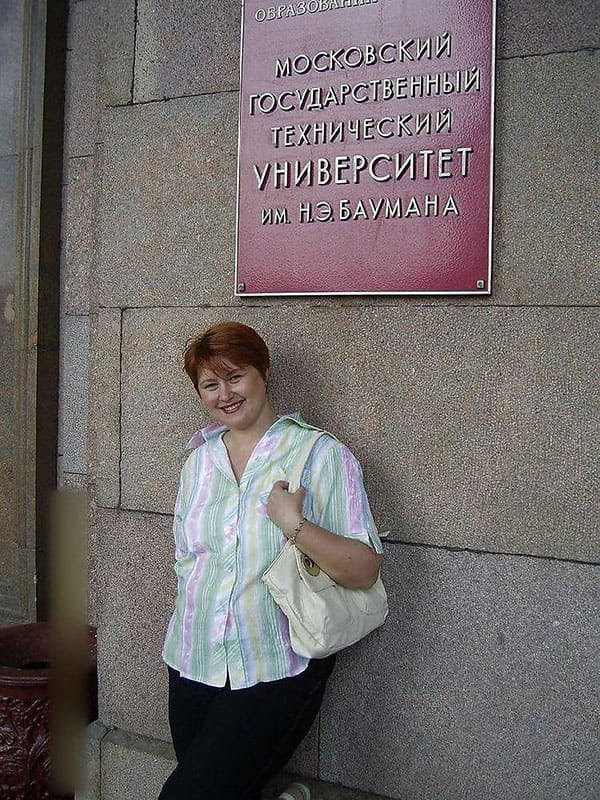 ОБРАЗОВАНИЯ
МОСКОВСКИЙ
ГОСУДАРСТВЕННЫЙ
ТЕХНИЧЕСКИЙ
УНИВЕРСИТЕТ
ИМ. Н.Э. БАУМАНА